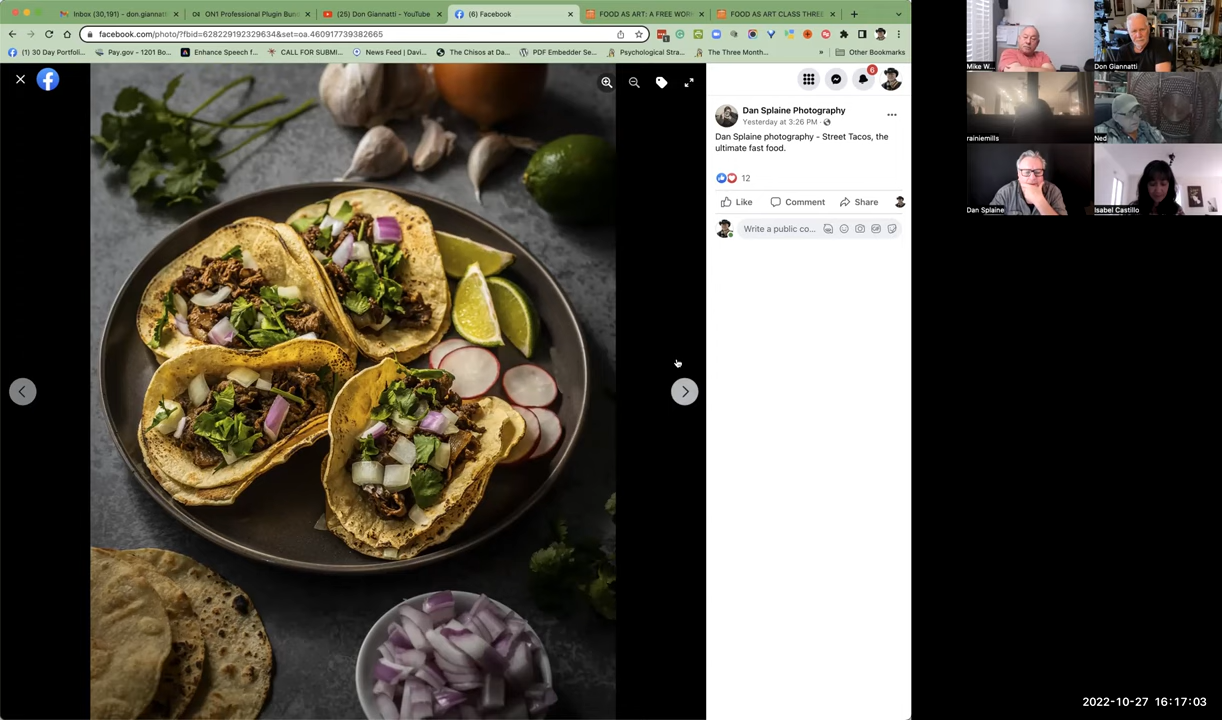 Inbox (30,191) - don.giannatt
ON1 Professional Plugin Bun
(25) Don Giannatti - YouTube
(6) Facebook
FOOD AS ART: A FREE WOR
FOOD AS ART CLASS THREE
facebook.com/photo/?fbid=628229192329634&set=oa.460917739382665
(1) 30 Day Portfoli...
Pay.gov - 1201 Bo...
Enhance Speech f...
CALL FOR SUBMI...
News Feed | Davi...
The Chisos at Da...
PDF Embedder Se...
Psychological Stra...
The Three Month...
»
Other Bookmarks
6
Dan Splaine Photography
Yesterday at 3:26 PM ·
Dan Splaine photography - Street Tacos, the
ultimate fast food.
12
Like
Comment
Share
Write a public co...
GIF
Mike W...
Don Giannatti
rainiemills
Ned
Dan Splaine
Isabel Castillo
2022-10-27 16:17:03